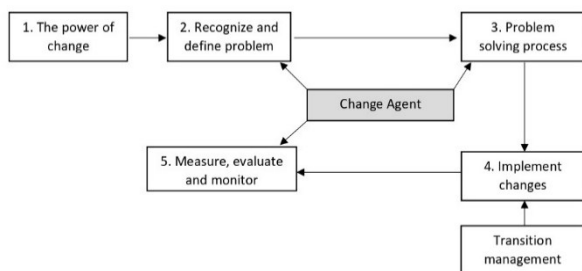 1. The power of
change
2. Recognize and
define problem
3. Problem
solving process
Change Agent
5. Measure, evaluate
and monitor
4. Implement
changes
Transition
management